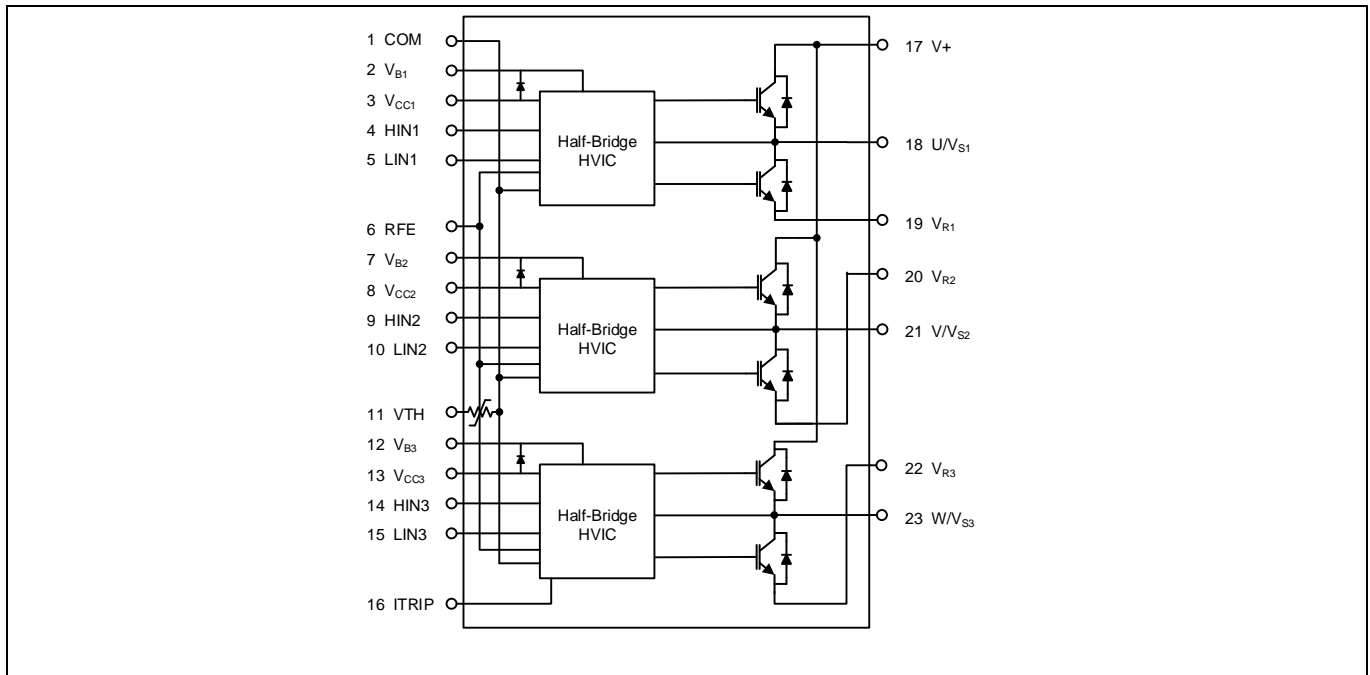 1 COM
2 VB1
3 VCC1
4 HIN1
5 LIN1
6 RFE
7 VB2
8 VCC2
9 HIN2
10 LIN2
11 VTH
12 VB3
13 VCC3
14 HIN3
15 LIN3
16 ITRIP
Half-Bridge
HVIC
Half-Bridge
HVIC
Half-Bridge
HVIC
17 V+
18 U/VS1
19 VR1
20 VR2
21 V/VS2
22 VR3
23 W/VS3